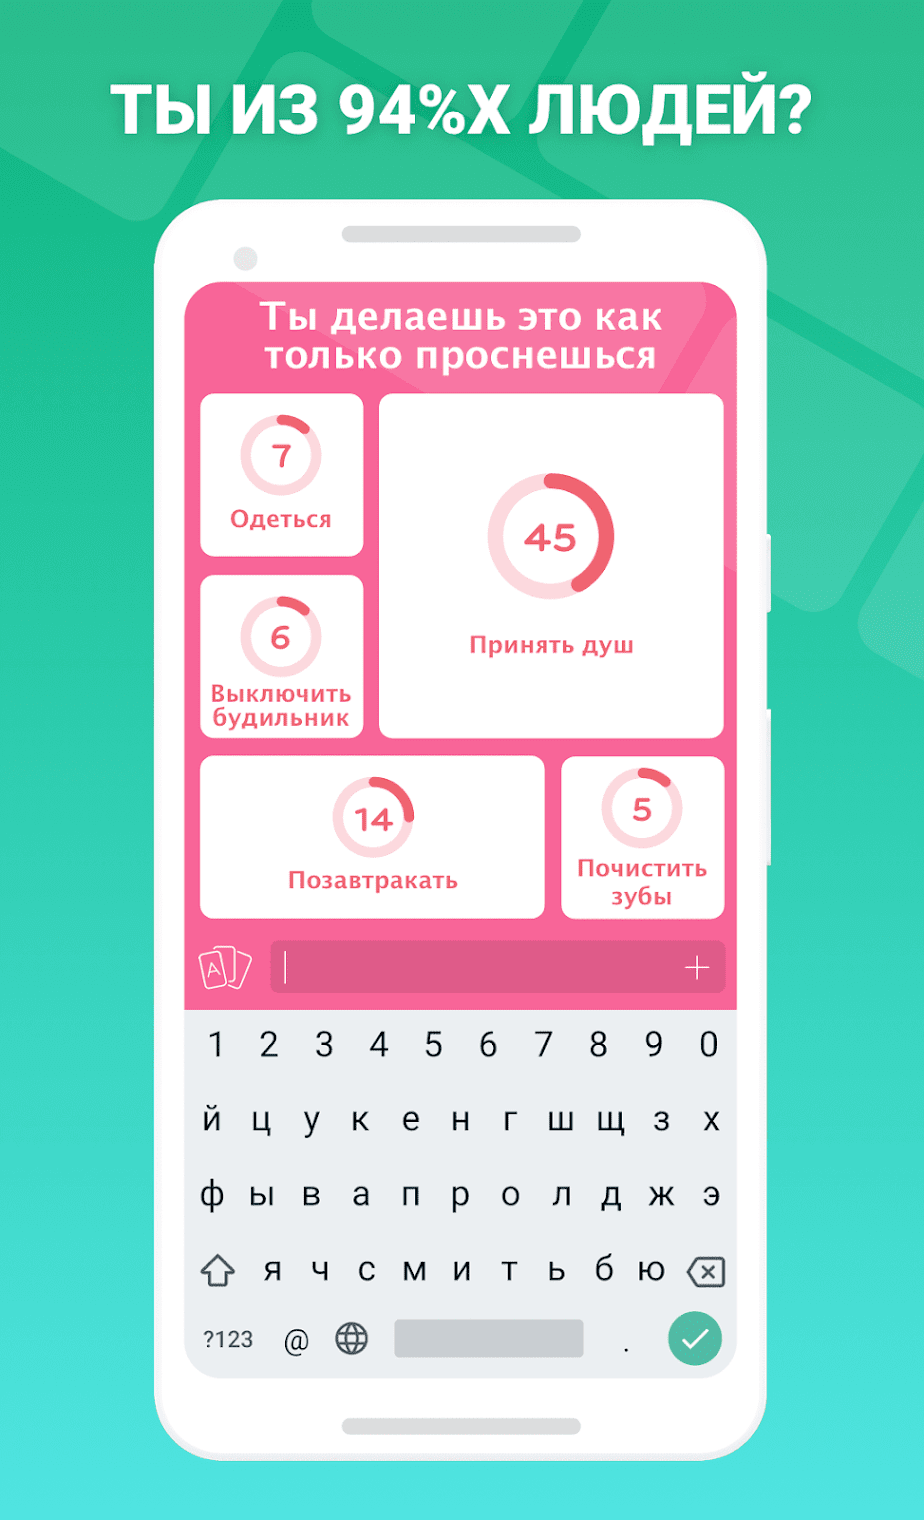 ТЫ ИЗ 94%Х ЛЮДЕЙ?
Ты делаешь это как
только проснешься
7
Одеться
45
Принять душ
6
Выключить
будильник
14
Позавтракать
5
Почистить
зубы
A
+
1 2 3 4 5 6 7 8 9 0
й ц у к е н г ш щ з х
ф ы в а п р о л д ж э
я ч с м и т ь б ю
?123 @ .